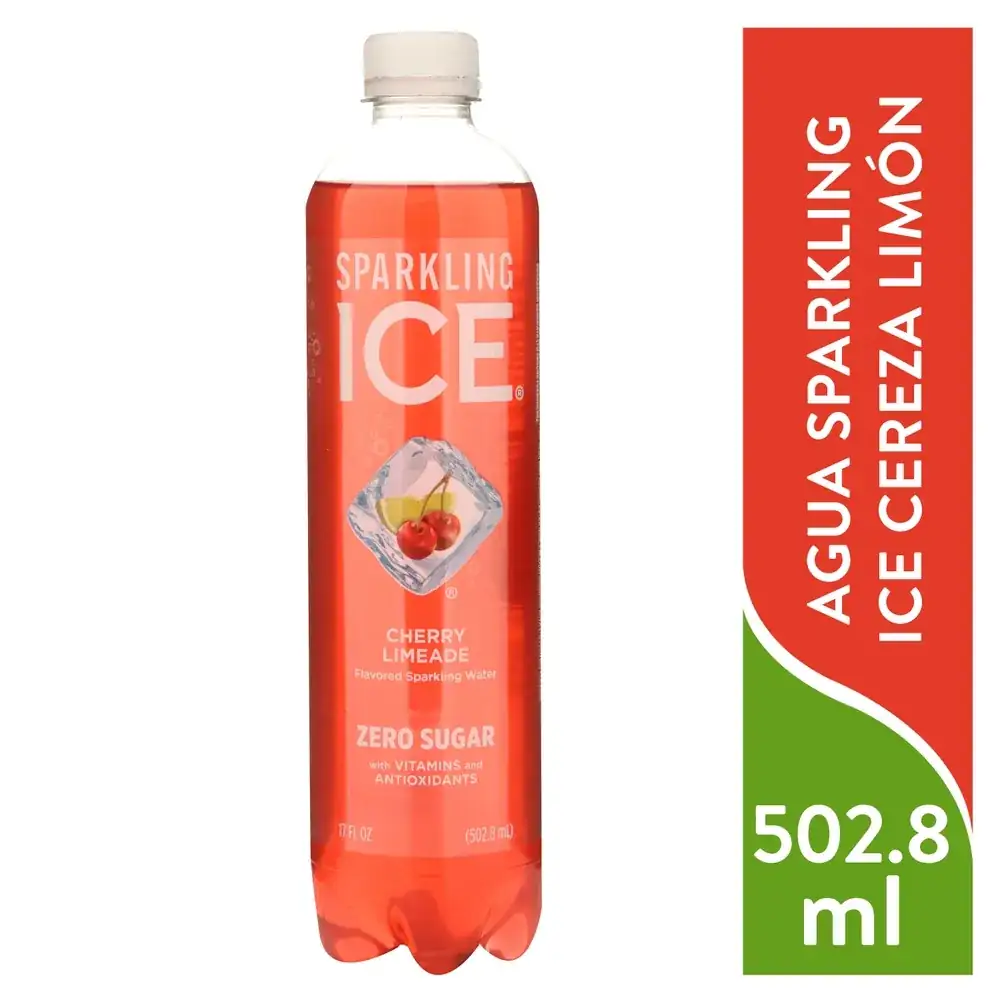 SPARKLING
ICE®
®
CHERRY
LIMEADE
Flavored Sparkling Water
ZERO SUGAR
with VITAMINS and
ANTIOXIDANTS
17 FL OZ (502.8 mL)
AGUA SPARKLING
ICE CEREZA LIMÓN
502.8
ml